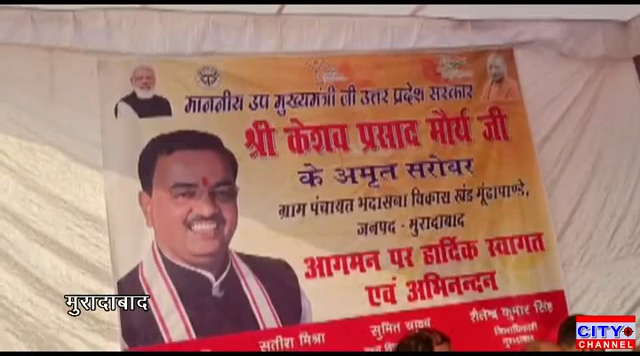 माननीय उप मुख्यमंत्री जी उत्तर प्रदेश सरकार
श्री केशव प्रसाद मौर्य जी
के अमृत सरोवर
ग्राम पंचायत भदासना विकास खंड मूंढापाण्डे,
जनपद - मुरादाबाद
आगमन पर हार्दिक स्वागत
एवं अभिनन्दन
सतीश मिश्रा
सुमित यादव
शैलेन्द्र कुमार सिंह
जिलाधिकारी
मुरादाबाद
मुरादाबाद
CITY
CHANNEL